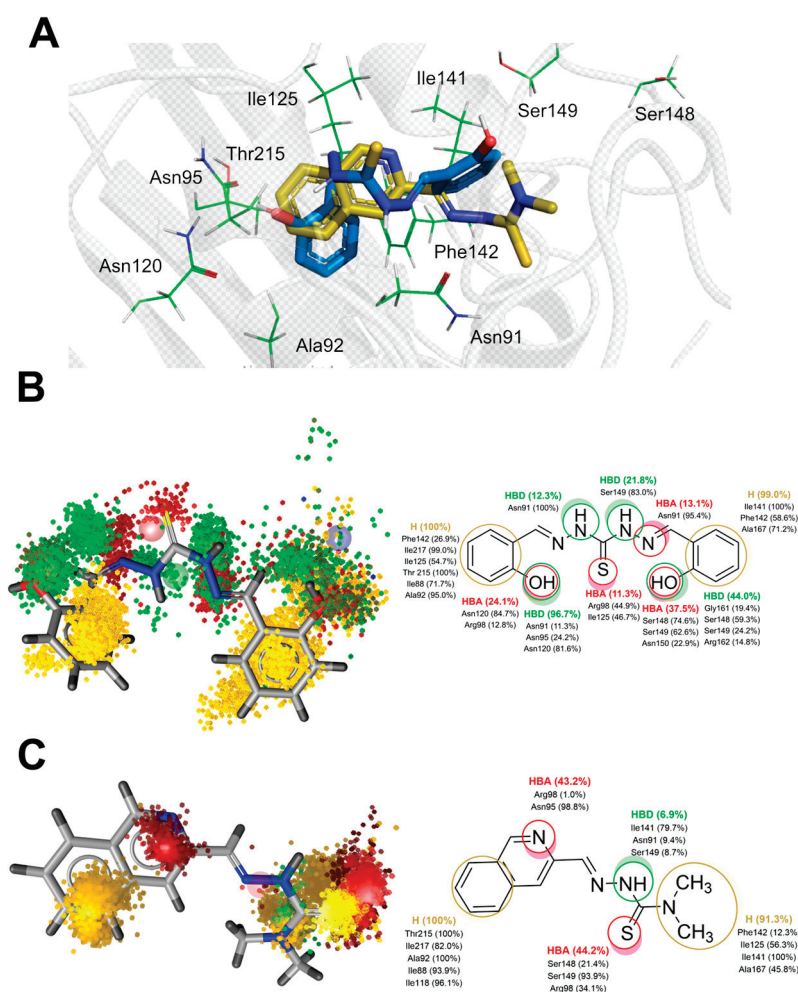 A
Ile125
Ile141
Ser149
Ser148
Thr215
Asn95
Asn120
Phe142
Ala92
Asn91
B
H (100%)
Phe142 (26.9%)
Ile217 (99.0%)
Ile125 (54.7%)
Thr 215 (100%)
Ile88 (71.7%)
Ala92 (95.0%)
HBD (12.3%)
Asn91 (100%)
HBD (21.8%)
Ser149 (83.0%)
HBA (13.1%)
Asn91 (95.4%)
H (99.0%)
Ile141 (100%)
Phe142 (58.6%)
Ala167 (71.2%)
H
H
N
N
N
N
S
OH
HO
HBA (24.1%)
Asn120 (84.7%)
Arg98 (12.8%)
HBD (96.7%)
Asn91 (11.3%)
Asn95 (24.2%)
Asn120 (81.6%)
HBA (11.3%)
Arg98 (44.9%)
Ile125 (46.7%)
HBA (37.5%)
Ser148 (74.6%)
Ser149 (62.6%)
Asn150 (22.9%)
HBD (44.0%)
Gly161 (19.4%)
Ser148 (59.3%)
Ser149 (24.2%)
Arg162 (14.8%)
C
HBA (43.2%)
Arg98 (1.0%)
Asn95 (98.8%)
HBD (6.9%)
Ile141 (79.7%)
Asn91 (9.4%)
Ser149 (8.7%)
N
N
NH
CH3
S
N
CH3
H (100%)
Thr215 (100%)
Ile217 (82.0%)
Ala92 (100%)
Ile88 (93.9%)
Ile118 (96.1%)
HBA (44.2%)
Ser148 (21.4%)
Ser149 (93.9%)
Arg98 (34.1%)
H (91.3%)
Phe142 (12.3%)
Ile125 (56.3%)
Ile141 (100%)
Ala167 (45.8%)